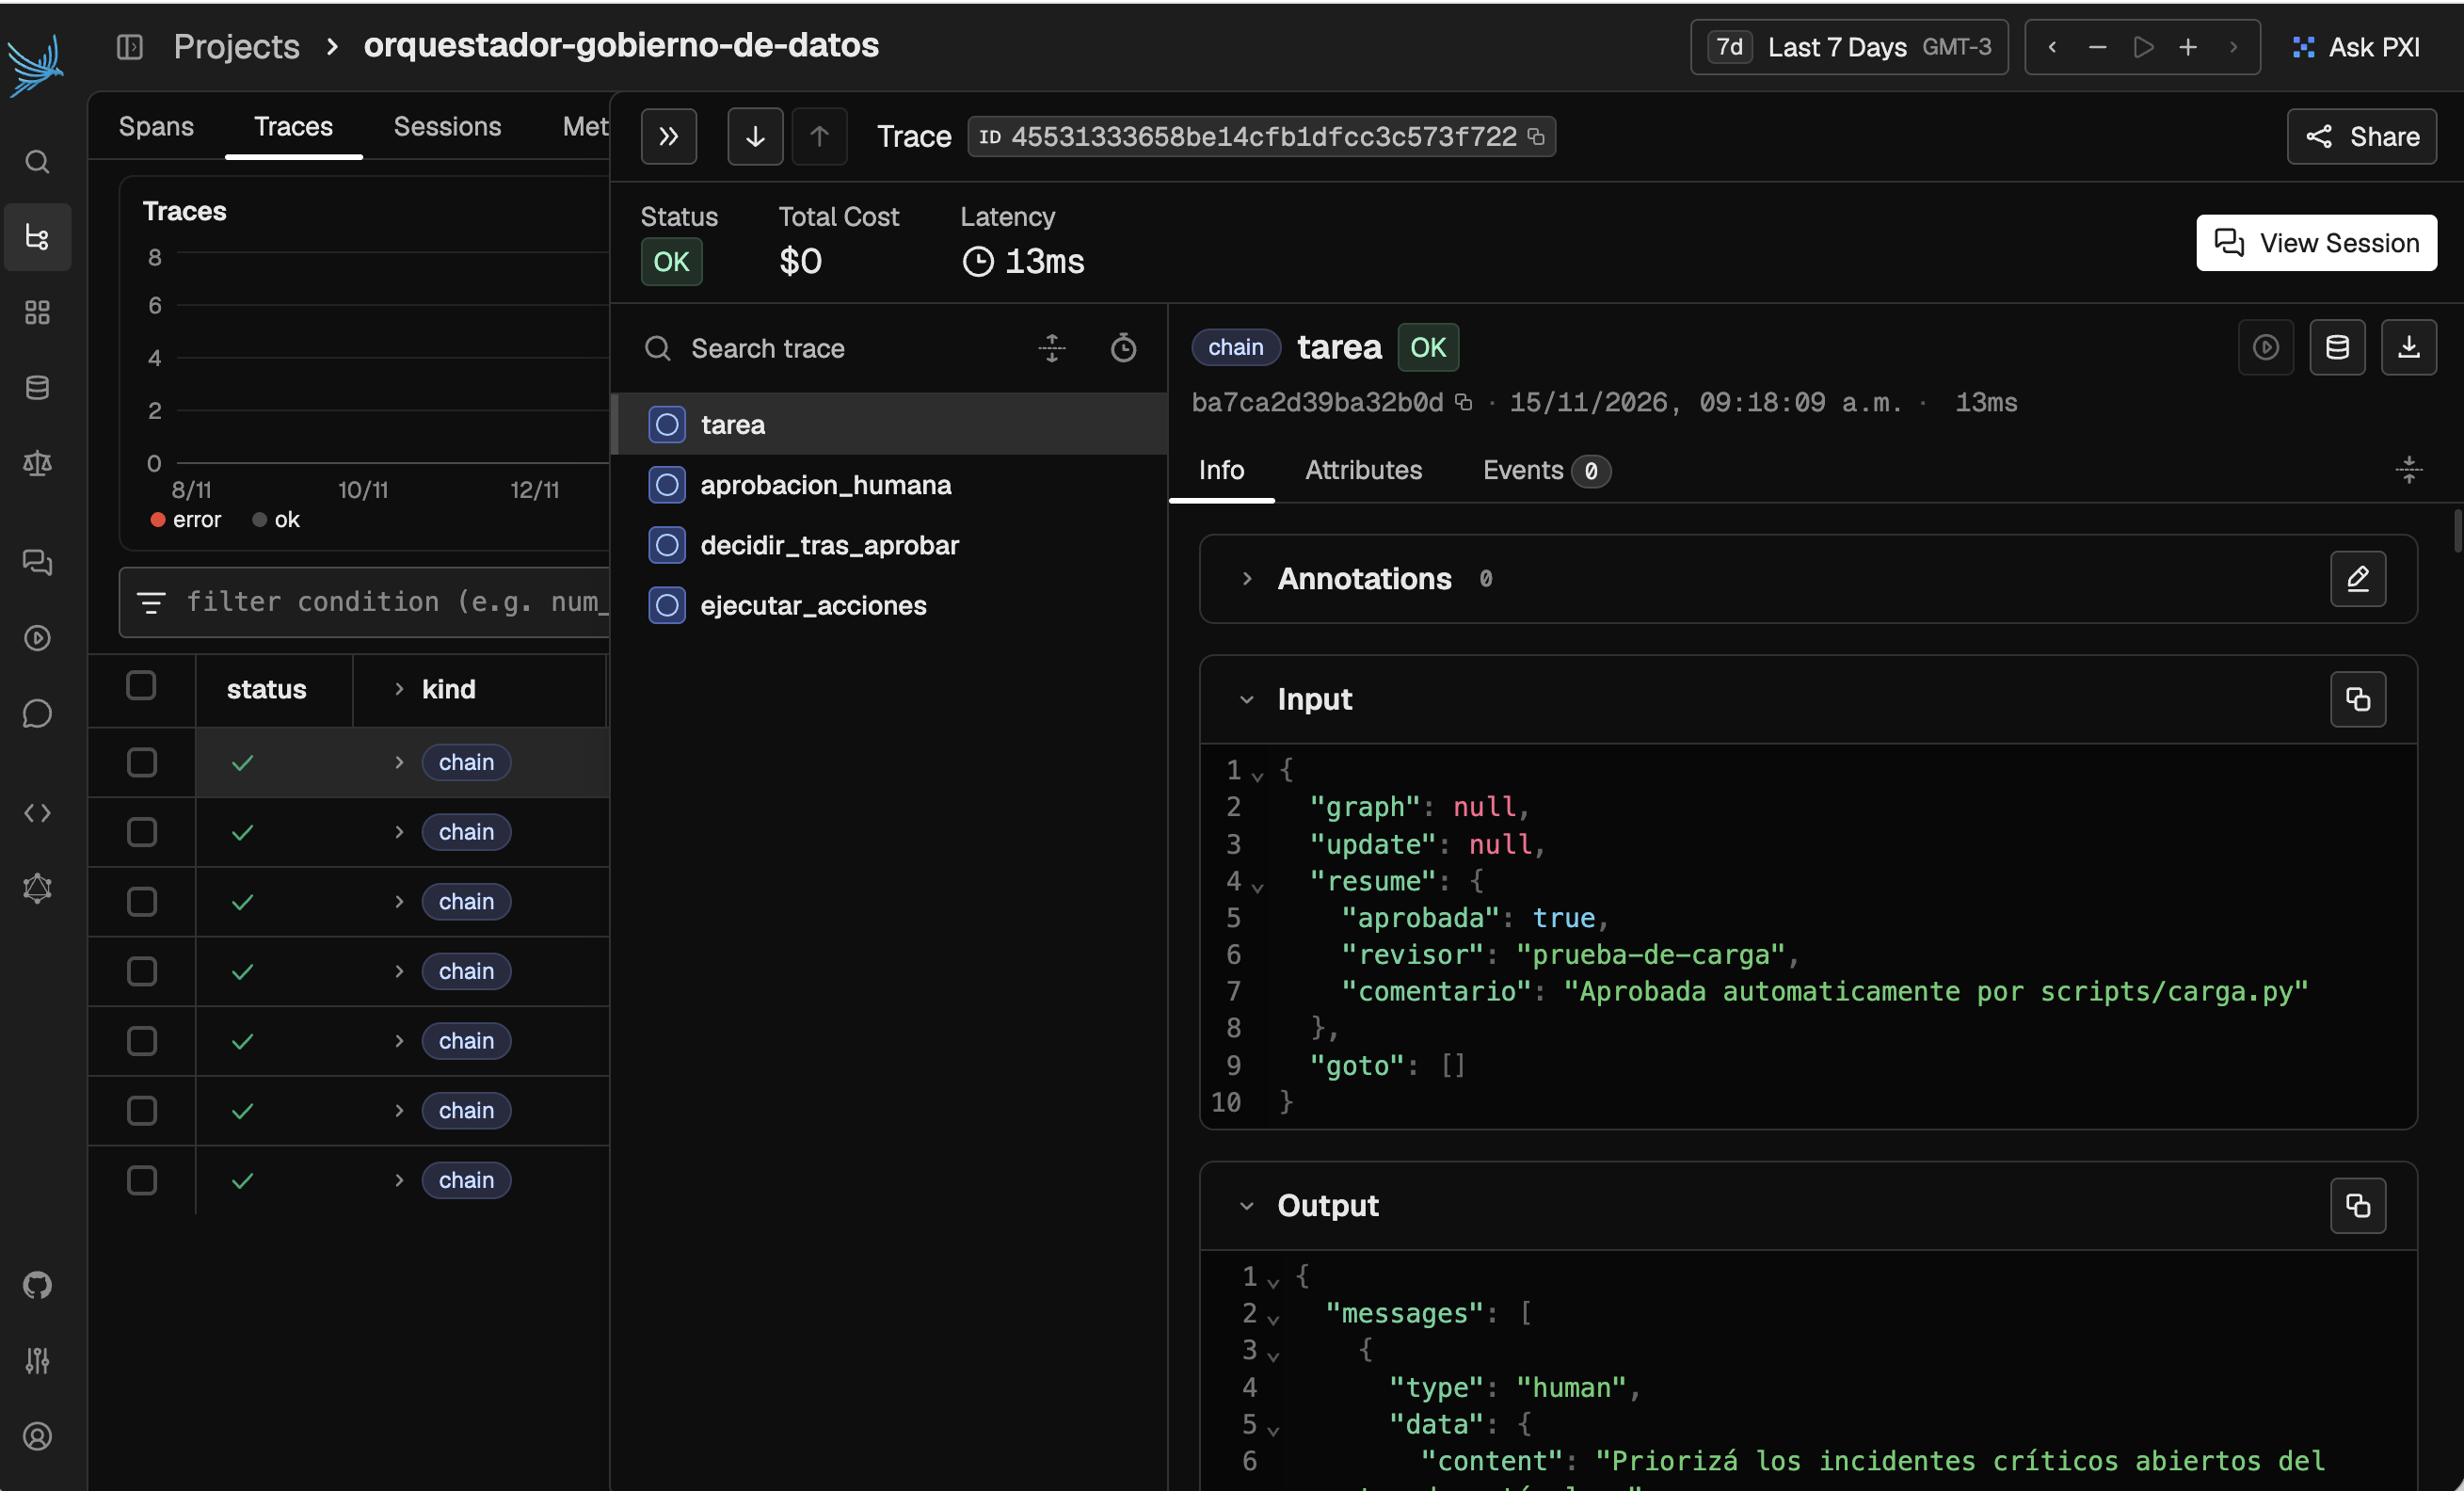 Projects › orquestador-gobierno-de-datos
7d Last 7 Days GMT-3
Ask PXI
Spans Traces Sessions Met
Traces
8
6
4
2
0
8/11 10/11 12/11
error ok
filter condition (e.g. num_
status kind
chain
chain
chain
chain
chain
chain
chain
Trace ID 45531333658be14cfb1dfcc3c573f722
Share
Status Total Cost Latency
OK $0 13ms
View Session
Search trace
tarea
aprobacion_humana
decidir_tras_aprobar
ejecutar_acciones
chain tarea OK
ba7ca2d39ba32b0d · 15/11/2026, 09:18:09 a.m. · 13ms
Info Attributes Events 0
Annotations 0
Input
1 {
2 "graph": null,
3 "update": null,
4 "resume": {
5 "aprobada": true,
6 "revisor": "prueba-de-carga",
7 "comentario": "Aprobada automaticamente por scripts/carga.py"
8 },
9 "goto": []
10 }
Output
1 {
2 "messages": [
3 {
4 "type": "human",
5 "data": {
6 "content": "Priorizá los incidentes críticos abiertos del